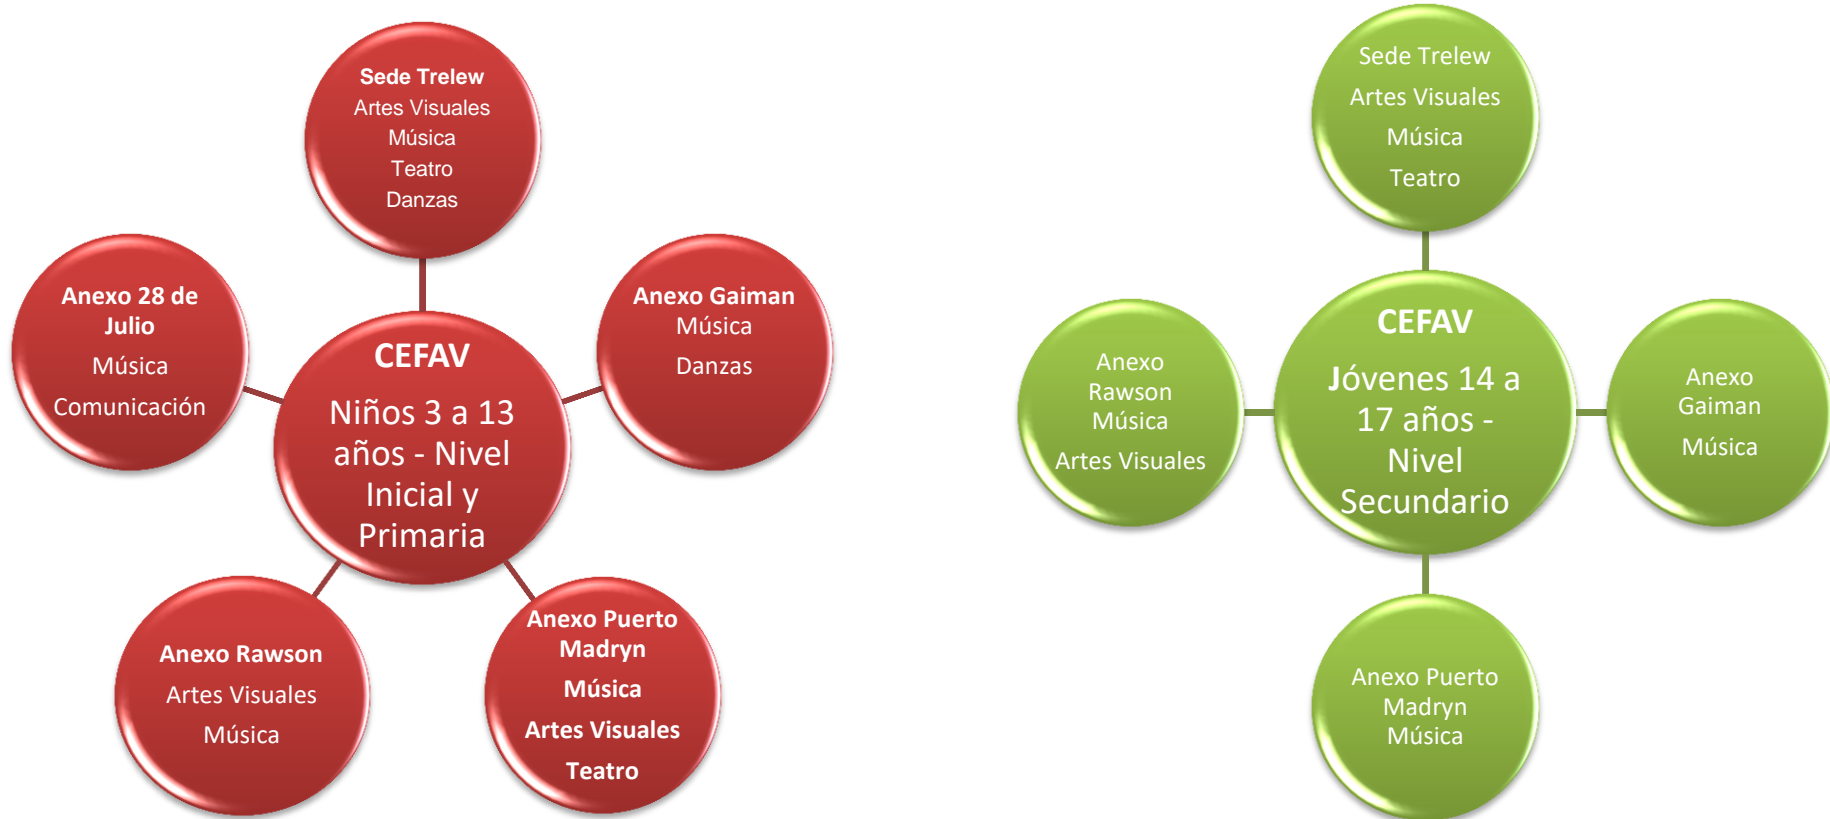 Sede Trelew
Artes Visuales
Música
Teatro
Danzas
Anexo 28 de
Julio
Música
Comunicación
Anexo Gaiman
Música
Danzas
CEFAV
Niños 3 a 13
años - Nivel
Inicial y
Primaria
Anexo Rawson
Artes Visuales
Música
Anexo Puerto
Madryn
Música
Artes Visuales
Teatro
Sede Trelew
Artes Visuales
Música
Teatro
Anexo
Rawson
Música
Artes Visuales
CEFAV
Jóvenes 14 a
17 años -
Nivel
Secundario
Anexo
Gaiman
Música
Anexo Puerto
Madryn
Música